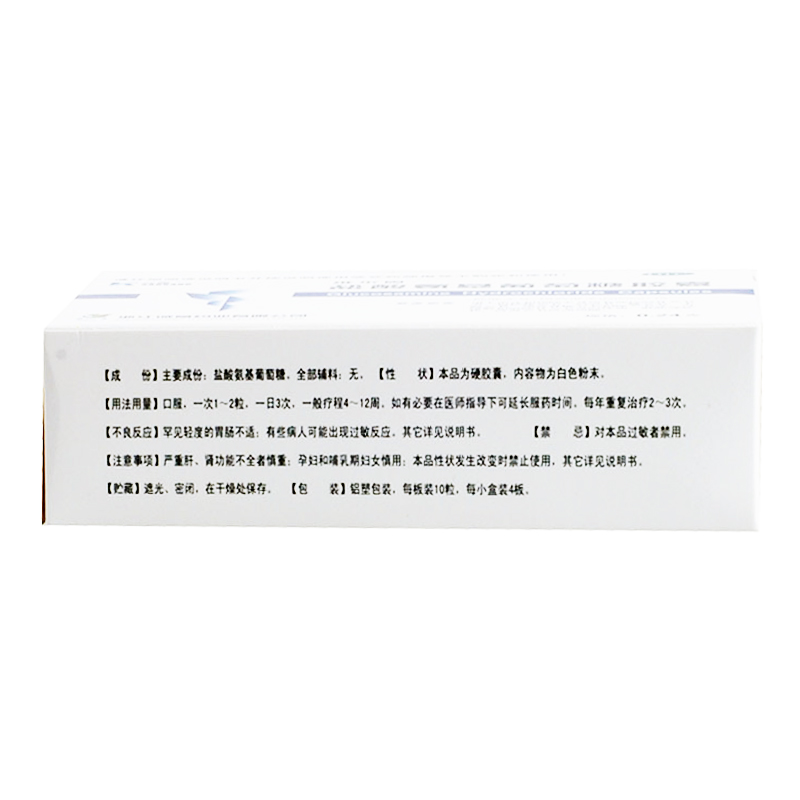 【成 份】主要成份：盐酸氨基葡萄糖。全部辅料：无。【性 状】本品为硬胶囊，内容物为白色粉末。
【用法用量】口服，一次1～2粒，一日3次，一般疗程4～12周，如有必要在医师指导下可延长服药时间，每年重复治疗2～3次。
【不良反应】罕见轻度的胃肠不适；有些病人可能出现过敏反应。其它详见说明书。 【禁 忌】对本品过敏者禁用。
【注意事项】严重肝、肾功能不全者慎重；孕妇和哺乳期妇女慎用；本品性状发生改变时禁止使用，其它详见说明书。
【贮藏】遮光、密闭，在干燥处保存。 【包 装】铝塑包装，每板装10粒，每小盒装4板。